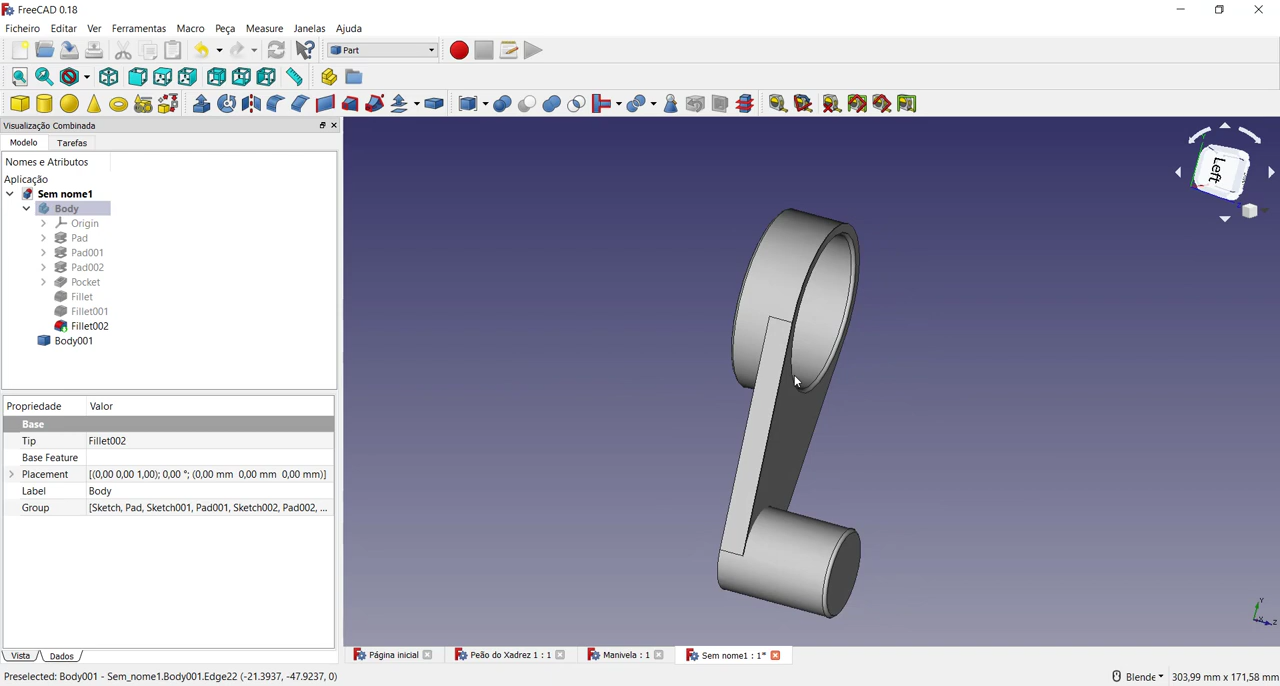 FreeCAD 0.18
Ficheiro Editar Ver Ferramentas Macro Peça Measure Janelas Ajuda
Part
Visualização Combinada
Modelo Tarefas
Nomes e Atributos
Aplicação
Sem nome1
Body
Origin
Pad
Pad001
Pad002
Pocket
Fillet
Fillet001
Fillet002
Body001
Propriedade Valor
Base
Tip Fillet002
Base Feature
Placement [(0,00 0,00 1,00); 0,00 °; (0,00 mm 0,00 mm 0,00 mm)]
Label Body
Group [Sketch, Pad, Sketch001, Pad001, Sketch002, Pad002, ...
Vista Dados
Left
Y
X
Z
Página inicial Peão do Xadrez 1 : 1 Manivela : 1 Sem nome1 : 1*
Preselected: Body001 - Sem_nome1.Body001.Edge22 (-21.3937, -47.9237, 0) Blende 303,99 mm x 171,58 mm